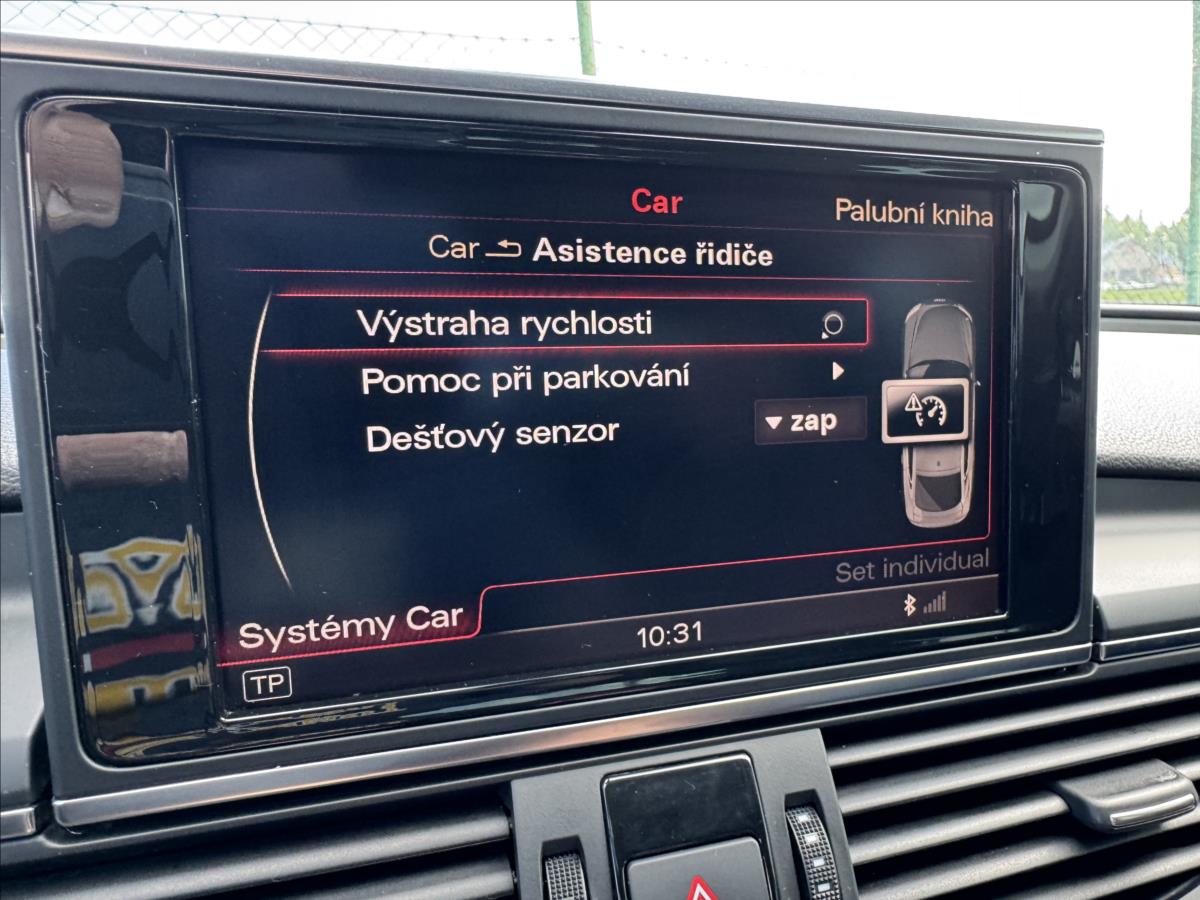 Car
Palubní kniha
Car Asistence řidiče
Výstraha rychlosti
Pomoc při parkování
Dešťový senzor zap
Set individual
Systémy Car
10:31
TP